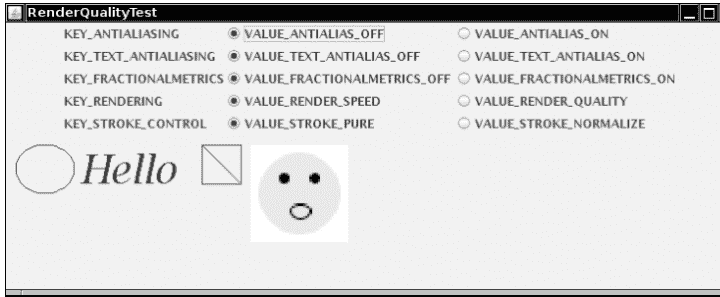 RenderQualityTest
KEY_ANTIALIASING VALUE_ANTIALIAS_OFF VALUE_ANTIALIAS_ON
KEY_TEXT_ANTIALIASING VALUE_TEXT_ANTIALIAS_OFF VALUE_TEXT_ANTIALIAS_ON
KEY_FRACTIONALMETRICS VALUE_FRACTIONALMETRICS_OFF VALUE_FRACTIONALMETRICS_ON
KEY_RENDERING VALUE_RENDER_SPEED VALUE_RENDER_QUALITY
KEY_STROKE_CONTROL VALUE_STROKE_PURE VALUE_STROKE_NORMALIZE
Hello